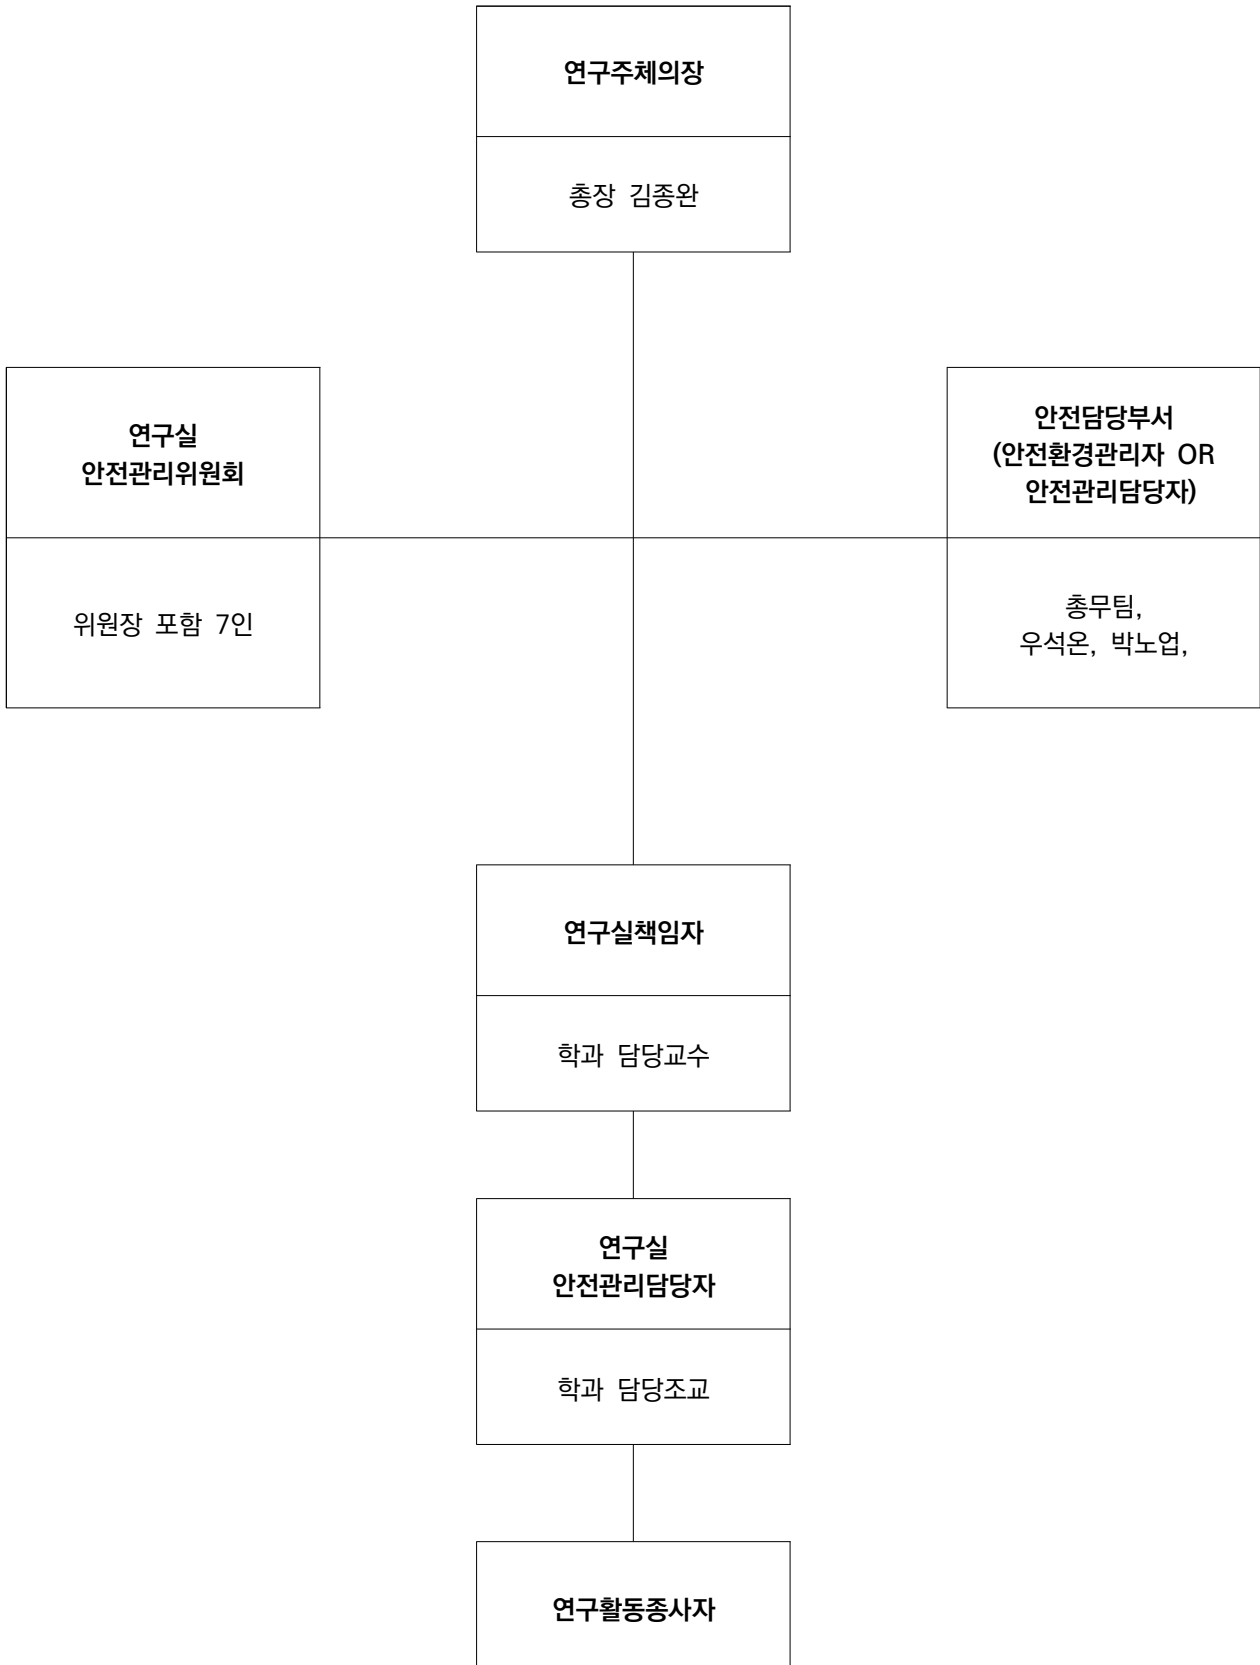 연구주체의장
총장 김종완
연구실
안전관리위원회
위원장 포함 7인
안전담당부서
(안전환경관리자 OR
안전관리담당자)
총무팀,
우석온, 박노업,
연구실책임자
학과 담당교수
연구실
안전관리담당자
학과 담당조교
연구활동종사자